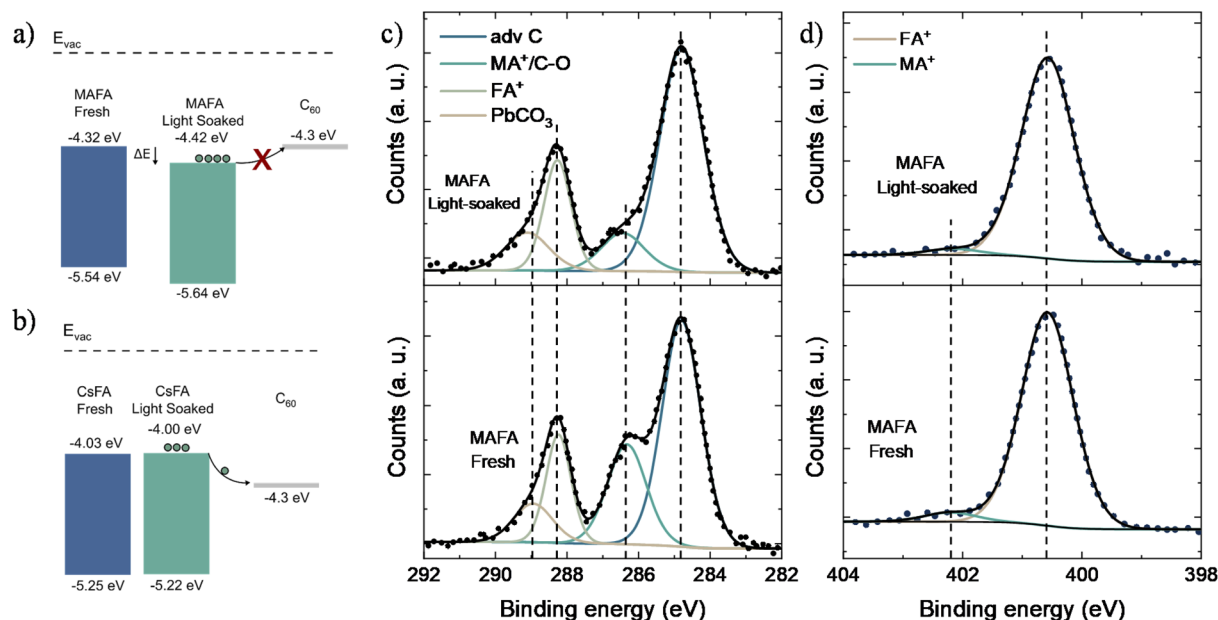 a)
E_vac
MAFA
Fresh
-4.32 eV
-5.54 eV
ΔE
MAFA
Light Soaked
-4.42 eV
-5.64 eV
X
C₆₀
-4.3 eV
b)
E_vac
CsFA
Fresh
-4.03 eV
-5.25 eV
CsFA
Light Soaked
-4.00 eV
-5.22 eV
C₆₀
-4.3 eV
c)
adv C
MA⁺/C-O
FA⁺
PbCO₃
MAFA
Light-soaked
Counts (a. u.)
MAFA
Fresh
Counts (a. u.)
292 290 288 286 284 282
Binding energy (eV)
d)
FA⁺
MA⁺
MAFA
Light-soaked
Counts (a. u.)
MAFA
Fresh
Counts (a. u.)
404 402 400 398
Binding energy (eV)